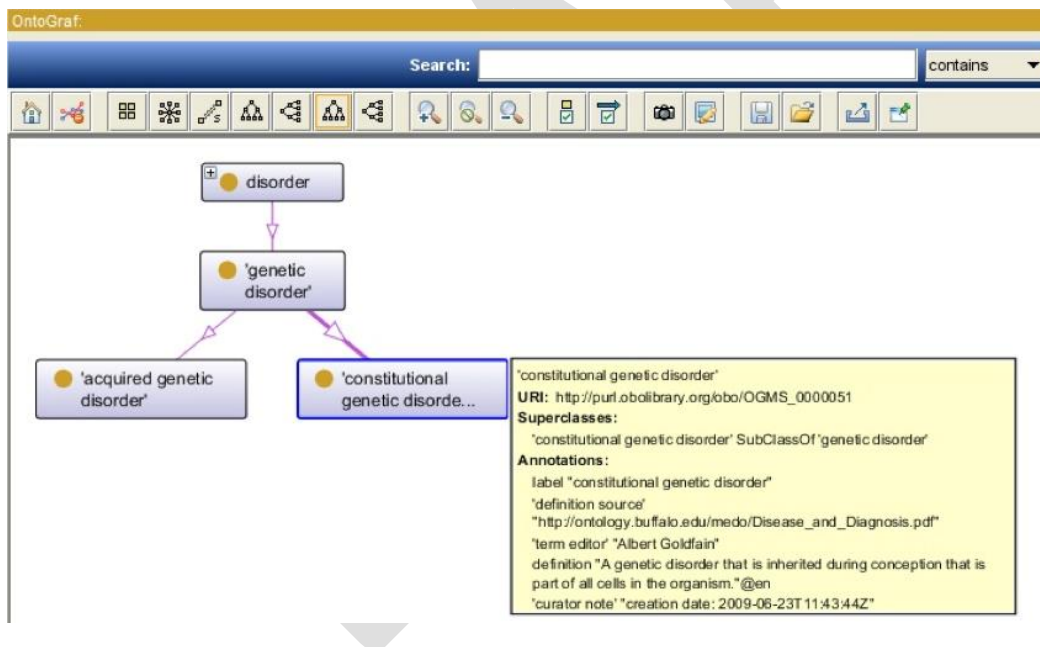 OntoGraf:
Search:
contains
disorder
'genetic
disorder'
'acquired genetic
disorder'
'constitutional
genetic disorde...
'constitutional genetic disorder'
URI: http://purl.obolibrary.org/obo/OGMS_0000051
Superclasses:
'constitutional genetic disorder' SubClassOf 'genetic disorder'
Annotations:
label "constitutional genetic disorder"
'definition source'
"http://ontology.buffalo.edu/medo/Disease_and_Diagnosis.pdf"
'term editor' "Albert Goldfain"
definition "A genetic disorder that is inherited during conception that is
part of all cells in the organism."@en
'curator note' "creation date: 2009-06-23T11:43:44Z"